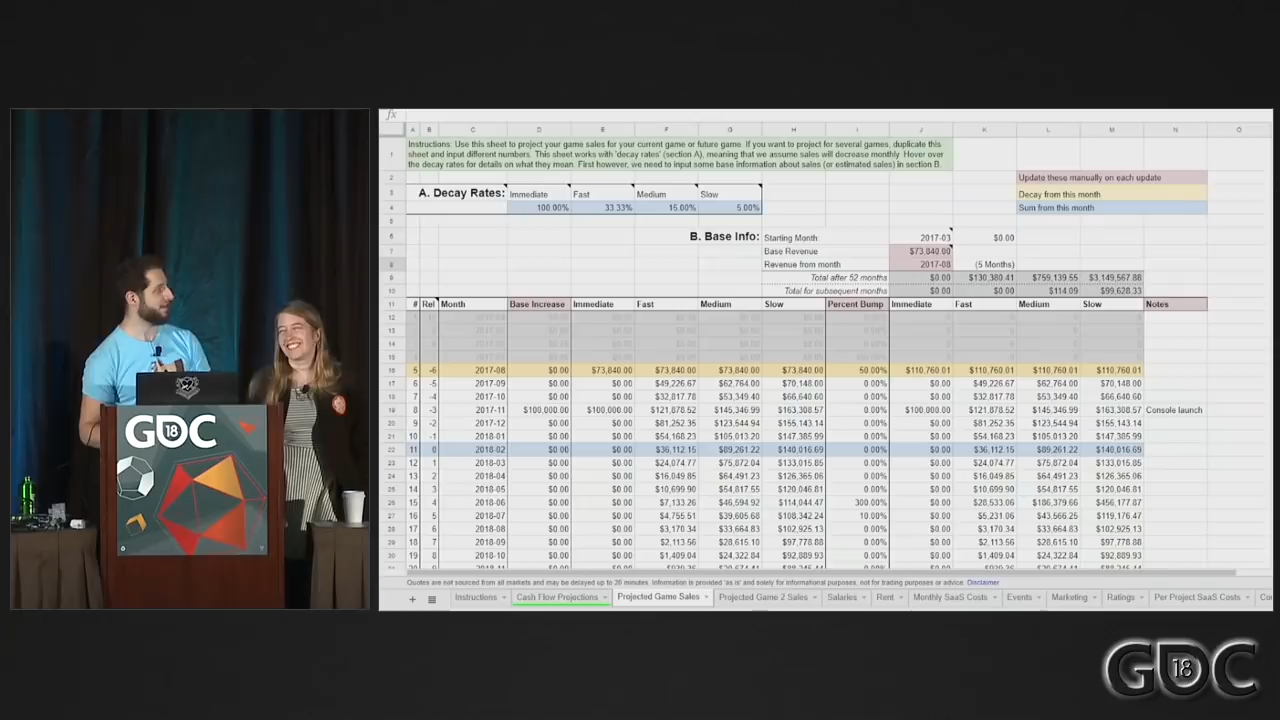 fx
A B C D E F G H I J K L M N O
1 Instructions: Use this sheet to project your game sales for your current game or future game. If you want to project for several games, duplicate this
sheet and input different numbers. This sheet works with 'decay rates' (section A), meaning that we assume sales will decrease monthly. Hover over
the decay rates for details on what they mean. First however, we need to input some base information about sales (or estimated sales) in section B.
2 Update these manually on each update
3 A. Decay Rates: Immediate Fast Medium Slow Decay from this month
4 100.00% 33.33% 15.00% 5.00% Sum from this month
5
6 B. Base Info: Starting Month 2017-03 $0.00
7 Base Revenue $73,840.00
8 Revenue from month 2017-08 (5 Months)
9 Total after 52 months $0.00 $130,380.41 $759,139.55 $3,149,567.88
10 Total for subsequent months $0.00 $0.00 $114.09 $99,628.33
11 # Rel Month Base Increase Immediate Fast Medium Slow Percent Bump Immediate Fast Medium Slow Notes
12
13
14
15
16 5 -6 2017-08 $0.00 $73,840.00 $73,840.00 $73,840.00 $73,840.00 50.00% $110,760.01 $110,760.01 $110,760.01 $110,760.01
17 6 -5 2017-09 $0.00 $0.00 $49,226.67 $62,764.00 $70,148.00 0.00% $0.00 $49,226.67 $62,764.00 $70,148.00
18 7 -4 2017-10 $0.00 $0.00 $32,817.78 $53,349.40 $66,640.60 0.00% $0.00 $32,817.78 $53,349.40 $66,640.60
19 8 -3 2017-11 $100,000.00 $100,000.00 $121,878.52 $145,346.99 $163,308.57 0.00% $100,000.00 $121,878.52 $145,346.99 $163,308.57 Console launch
20 9 -2 2017-12 $0.00 $0.00 $81,252.35 $123,544.94 $155,143.14 0.00% $0.00 $81,252.35 $123,544.94 $155,143.14
21 10 -1 2018-01 $0.00 $0.00 $54,168.23 $105,013.20 $147,385.99 0.00% $0.00 $54,168.23 $105,013.20 $147,385.99
22 11 0 2018-02 $0.00 $0.00 $36,112.15 $89,261.22 $140,016.69 0.00% $0.00 $36,112.15 $89,261.22 $140,016.69
23 12 1 2018-03 $0.00 $0.00 $24,074.77 $75,872.04 $133,015.85 0.00% $0.00 $24,074.77 $75,872.04 $133,015.85
24 13 2 2018-04 $0.00 $0.00 $16,049.85 $64,491.23 $126,365.06 0.00% $0.00 $16,049.85 $64,491.23 $126,365.06
25 14 3 2018-05 $0.00 $0.00 $10,699.90 $54,817.55 $120,046.81 0.00% $0.00 $10,699.90 $54,817.55 $120,046.81
26 15 4 2018-06 $0.00 $0.00 $7,133.26 $46,594.92 $114,044.47 300.00% $0.00 $28,533.06 $186,379.66 $456,177.87
27 16 5 2018-07 $0.00 $0.00 $4,755.51 $39,605.68 $108,342.24 10.00% $0.00 $5,231.06 $43,566.25 $119,176.47
28 17 6 2018-08 $0.00 $0.00 $3,170.34 $33,664.83 $102,925.13 0.00% $0.00 $3,170.34 $33,664.83 $102,925.13
29 18 7 2018-09 $0.00 $0.00 $2,113.56 $28,615.10 $97,778.88 0.00% $0.00 $2,113.56 $28,615.10 $97,778.88
30 19 8 2018-10 $0.00 $0.00 $1,409.04 $24,322.84 $92,889.93 0.00% $0.00 $1,409.04 $24,322.84 $92,889.93
Quotes are not sourced from all markets and may be delayed up to 20 minutes. Information is provided 'as is' and solely for informational purposes, not for trading purposes or advice. Disclaimer
+ Instructions Cash Flow Projections Projected Game Sales Projected Game 2 Sales Salaries Rent Monthly SaaS Costs Events Marketing Ratings Per Project SaaS Costs
GDC 18
GDC 18